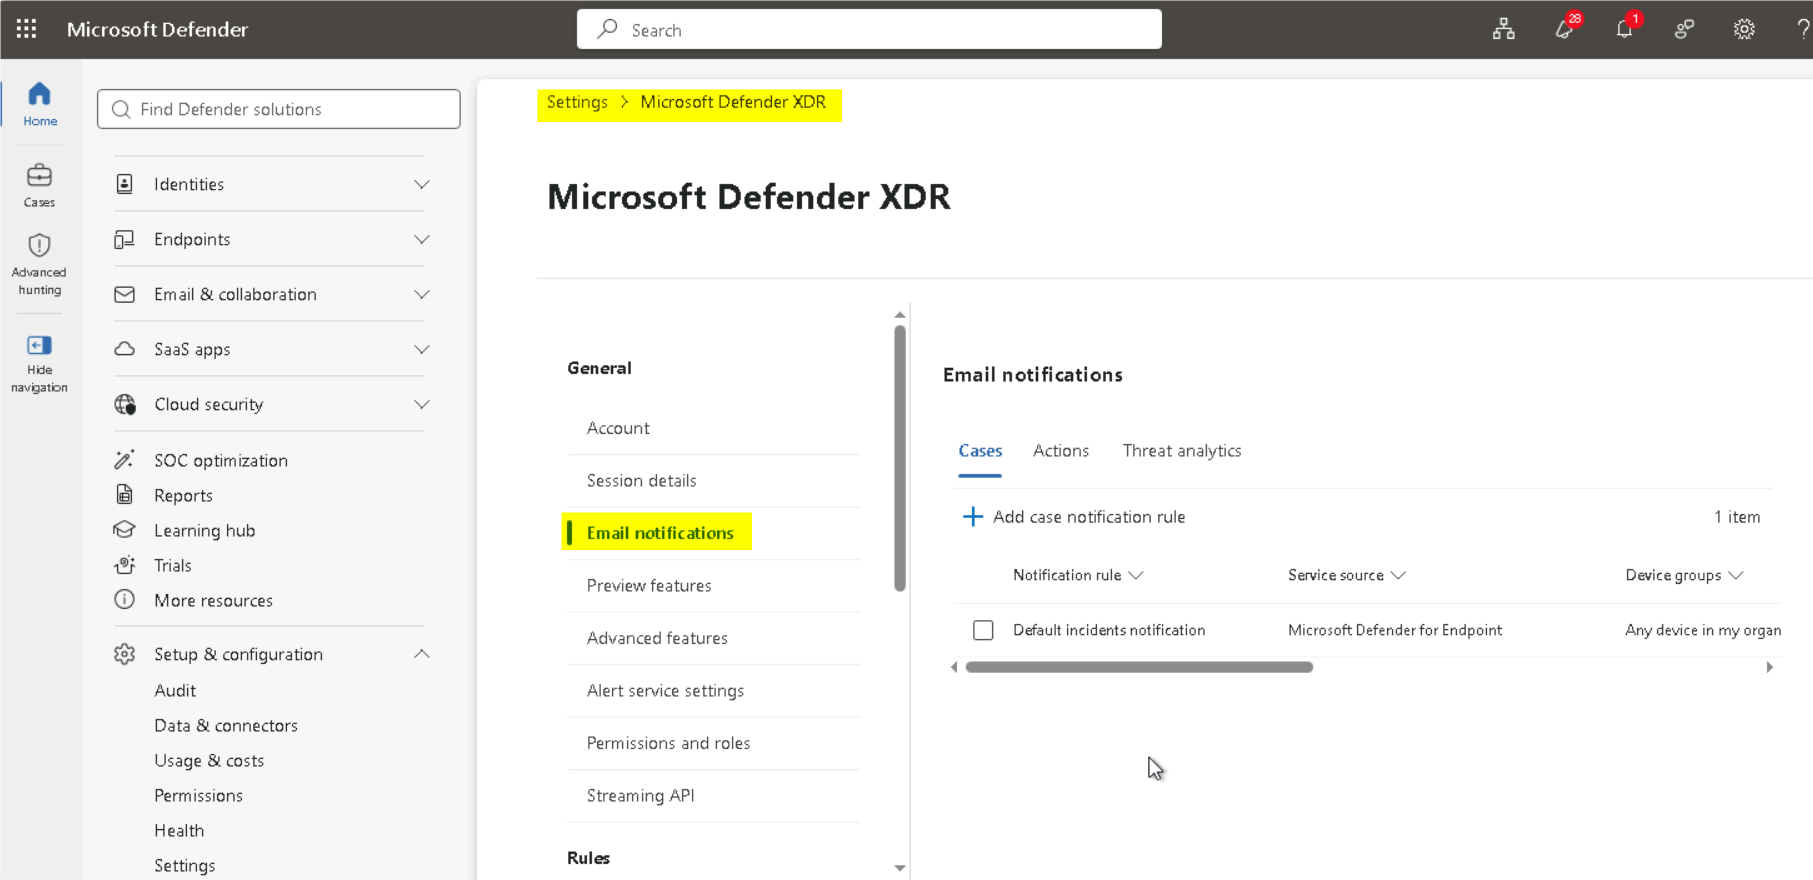 Microsoft Defender
Search
28
1
?
Home
Cases
Advanced
hunting
Hide
navigation
Find Defender solutions
Identities
Endpoints
Email & collaboration
SaaS apps
Cloud security
SOC optimization
Reports
Learning hub
Trials
More resources
Setup & configuration
Audit
Data & connectors
Usage & costs
Permissions
Health
Settings
Settings > Microsoft Defender XDR
Microsoft Defender XDR
General
Account
Session details
Email notifications
Preview features
Advanced features
Alert service settings
Permissions and roles
Streaming API
Rules
Email notifications
Cases Actions Threat analytics
Add case notification rule 1 item
Notification rule Service source Device groups
Default incidents notification Microsoft Defender for Endpoint Any device in my organ